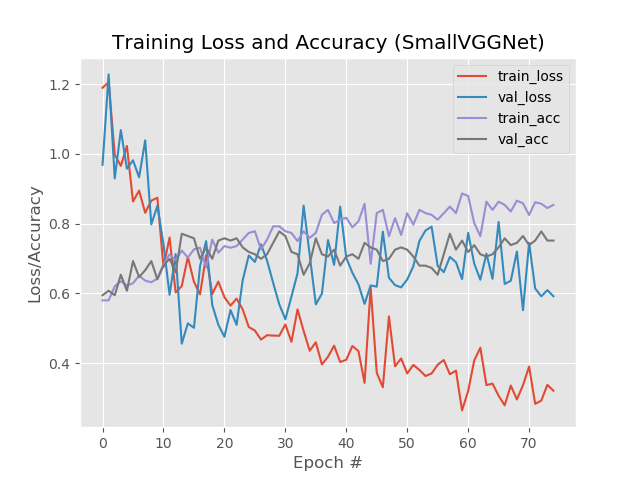 Training Loss and Accuracy (SmallVGGNet)
train_loss
val_loss
train_acc
val_acc
1.2
1.0
0.8
0.6
0.4
Loss/Accuracy
0 10 20 30 40 50 60 70
Epoch #